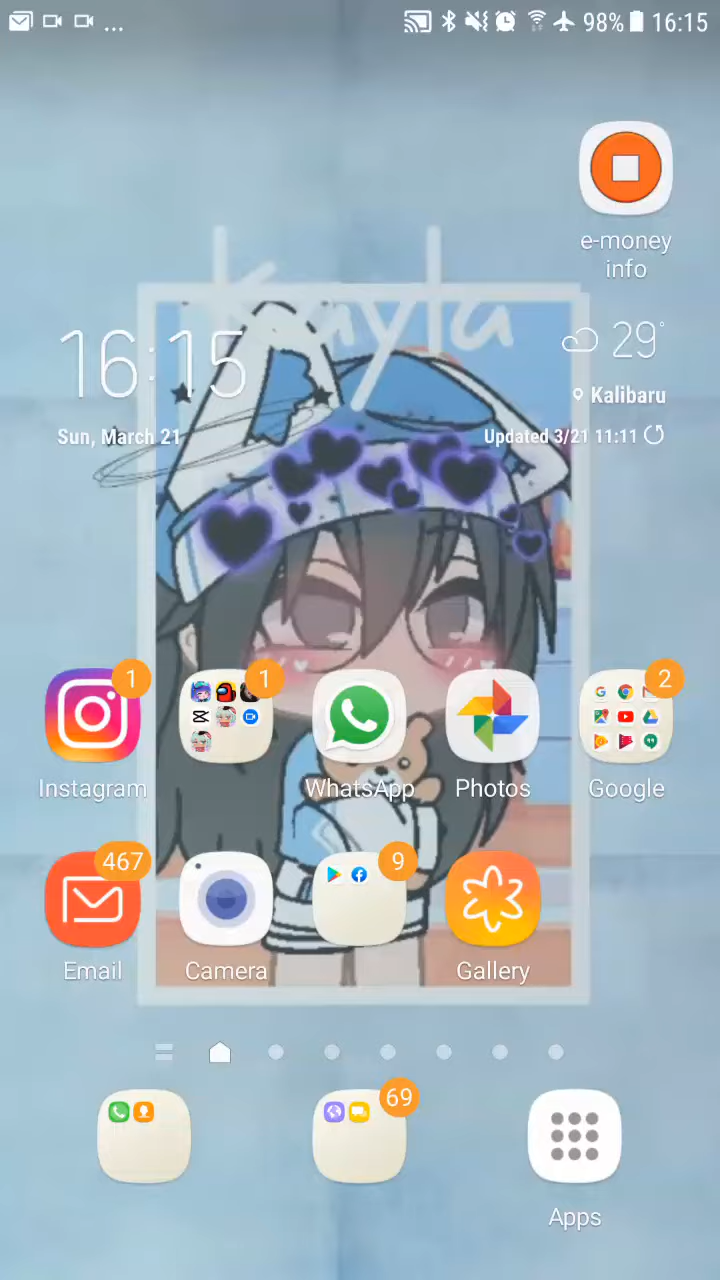 ... 98% 16:15
e-money
info
Kayla
16:15
29°
Kalibaru
Sun, March 21
Updated 3/21 11:11
1
1
2
Instagram
WhatsApp
Photos
Google
467
9
Email
Camera
Gallery
69
Apps